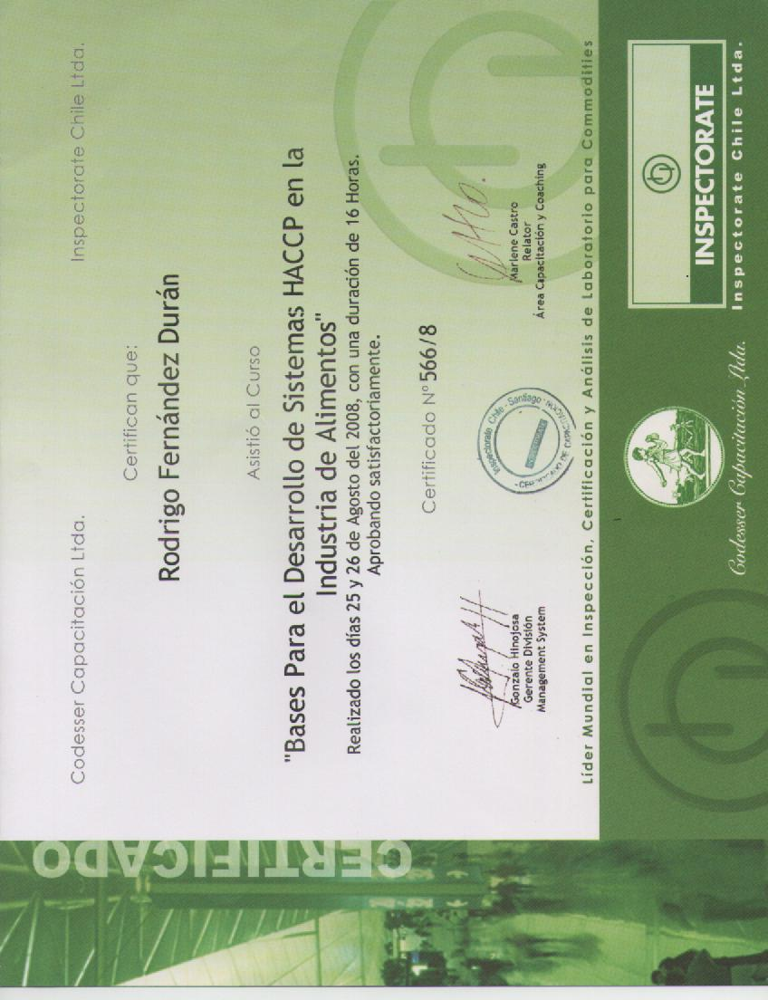 CERTIFICADO
Codesser Capacitación Ltda.
Inspectorate Chile Ltda.
Certifican que:
Rodrigo Fernández Durán
Asistió al Curso
"Bases Para el Desarrollo de Sistemas HACCP en la
Industria de Alimentos"
Realizado los días 25 y 26 de Agosto del 2008, con una duración de 16 Horas.
Aprobando satisfactoriamente.
Certificado N° 566/8
Gonzalo Hinojosa
Gerente División
Management System
Inspectorate Chile - Santiago
Marlene Castro
Relator
Área Capacitación y Coaching
Líder Mundial en Inspección, Certificación y Análisis de Laboratorio para Commodities
Codesser Capacitación Ltda.
INSPECTORATE
Inspectorate Chile Ltda.